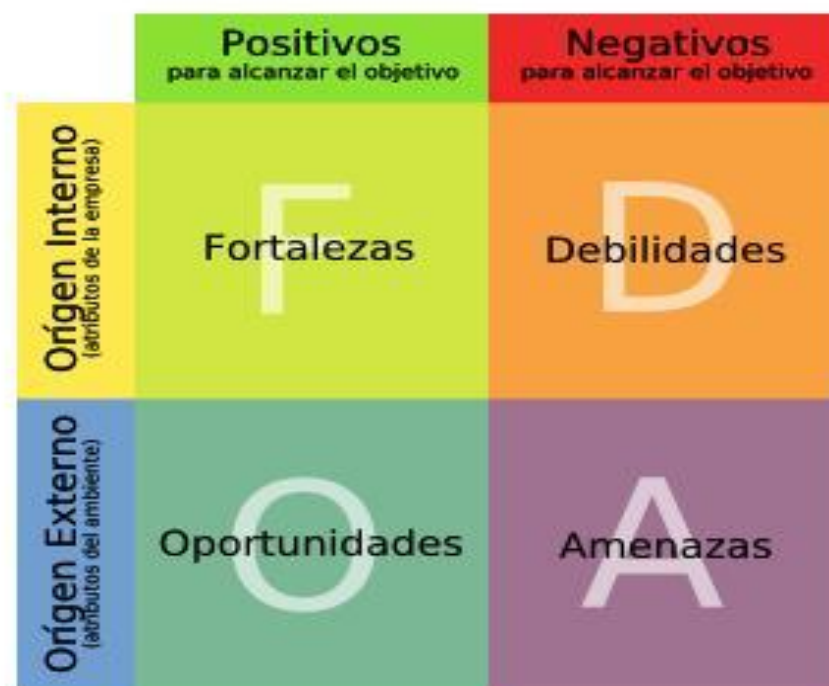 Positivos
para alcanzar el objetivo
Negativos
para alcanzar el objetivo
Orígen Interno
(atributos de la empresa)
F
Fortalezas
D
Debilidades
Orígen Externo
(atributos del ambiente)
O
Oportunidades
A
Amenazas